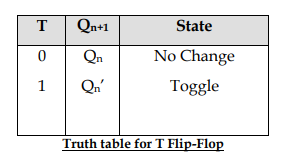 T Qn+1 State
0 Qn No Change
1 Qn′ Toggle
Truth table for T Flip-Flop